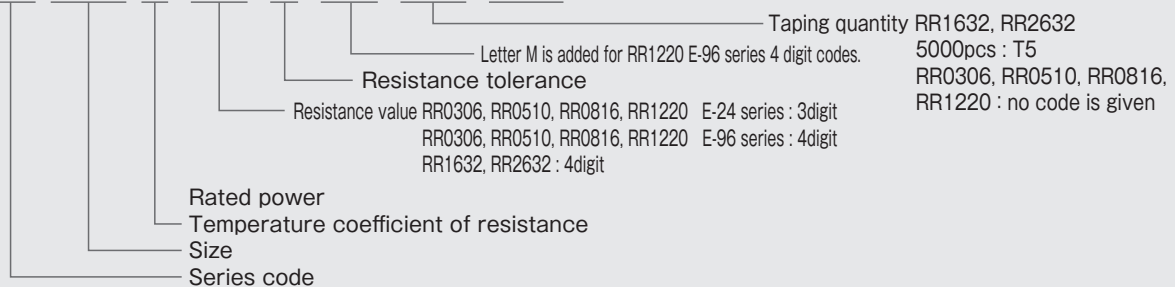 Taping quantity RR1632, RR2632
5000pcs : T5
RR0306, RR0510, RR0816,
RR1220 : no code is given
Letter M is added for RR1220 E-96 series 4 digit codes.
Resistance tolerance
Resistance value RR0306, RR0510, RR0816, RR1220 E-24 series : 3digit
RR0306, RR0510, RR0816, RR1220 E-96 series : 4digit
RR1632, RR2632 : 4digit
Rated power
Temperature coefficient of resistance
Size
Series code